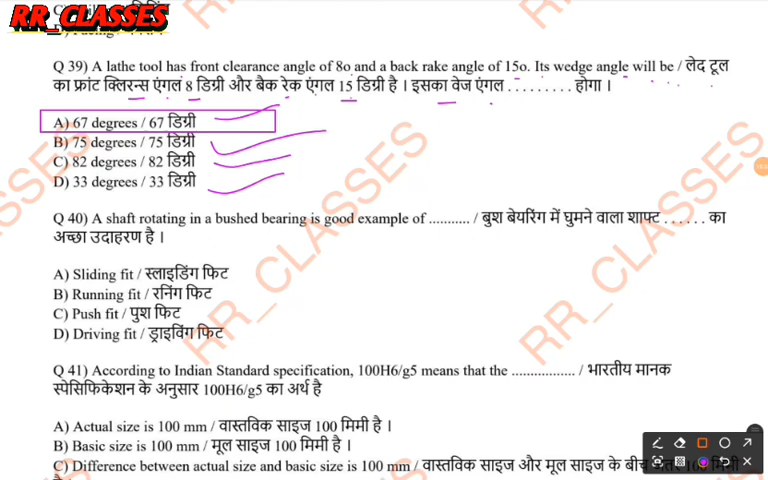 RR_CLASSES
Q 39) A lathe tool has front clearance angle of 8o and a back rake angle of 15o. Its wedge angle will be / लेद टूल
का फ्रांट क्लिरन्स एंगल 8 डिग्री और बैक रेक एंगल 15 डिग्री है । इसका वेज एंगल . . . . . . . . . होगा ।
A) 67 degrees / 67 डिग्री
B) 75 degrees / 75 डिग्री
C) 82 degrees / 82 डिग्री
D) 33 degrees / 33 डिग्री
Q 40) A shaft rotating in a bushed bearing is good example of ........... / बुश बेयरिंग में घुमने वाला शाफ्ट . . . . . . का
अच्छा उदाहरण है ।
A) Sliding fit / स्लाइडिंग फिट
B) Running fit / रनिंग फिट
C) Push fit / पुश फिट
D) Driving fit / ड्राइविंग फिट
Q 41) According to Indian Standard specification, 100H6/g5 means that the ................. / भारतीय मानक
स्पेसिफिकेशन के अनुसार 100H6/g5 का अर्थ है
A) Actual size is 100 mm / वास्तविक साइज 100 मिमी है ।
B) Basic size is 100 mm / मूल साइज 100 मिमी है ।
C) Difference between actual size and basic size is 100 mm / वास्तविक साइज और मूल साइज के बीच अंतर 100 मिमी
RR_CLASSES
RR_CLASSES